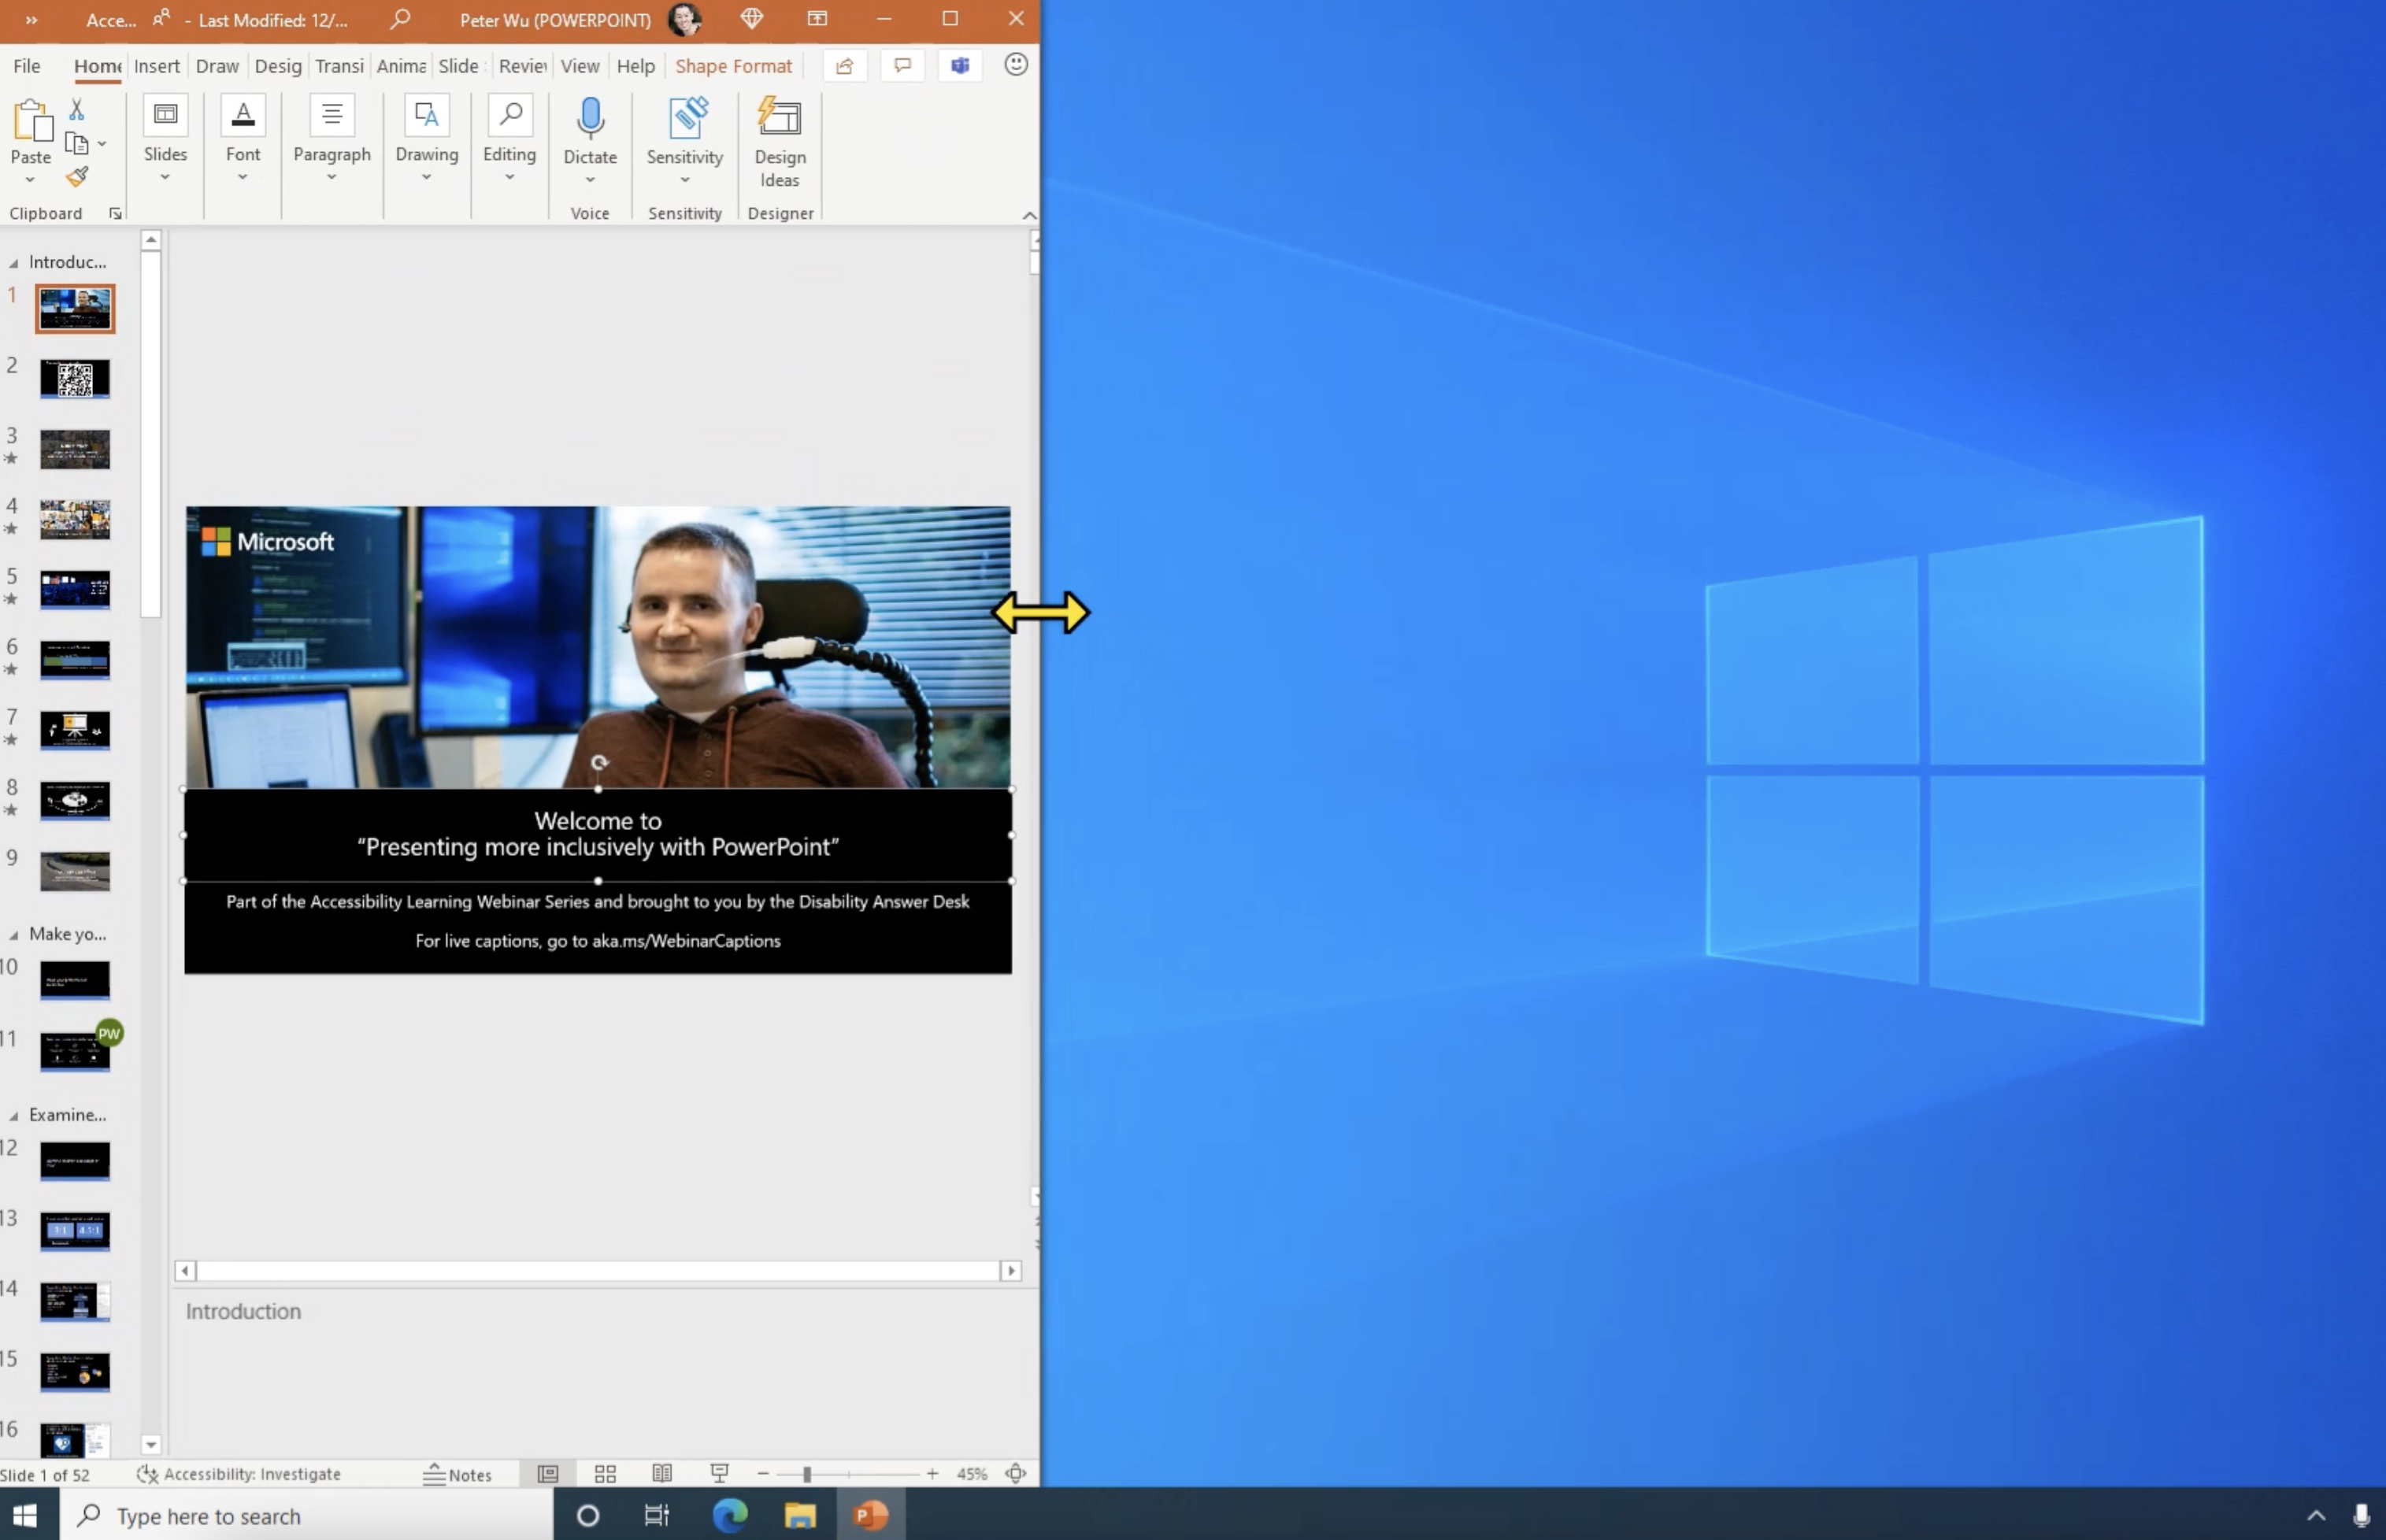 Acce...
- Last Modified: 12/...
Peter Wu (POWERPOINT)
File
Home
Insert
Draw
Desig
Transi
Anima
Slide
Review
View
Help
Shape Format
Paste
Slides
Font
Paragraph
Drawing
Editing
Dictate
Sensitivity
Design
Ideas
Clipboard
Voice
Sensitivity
Designer
Introduc...
1
2
3
4
5
6
7
8
9
Make yo...
10
11
PW
Examine...
12
13
14
15
16
Microsoft
Welcome to
“Presenting more inclusively with PowerPoint”
Part of the Accessibility Learning Webinar Series and brought to you by the Disability Answer Desk
For live captions, go to aka.ms/WebinarCaptions
Introduction
Slide 1 of 52
Accessibility: Investigate
Notes
45%
Type here to search